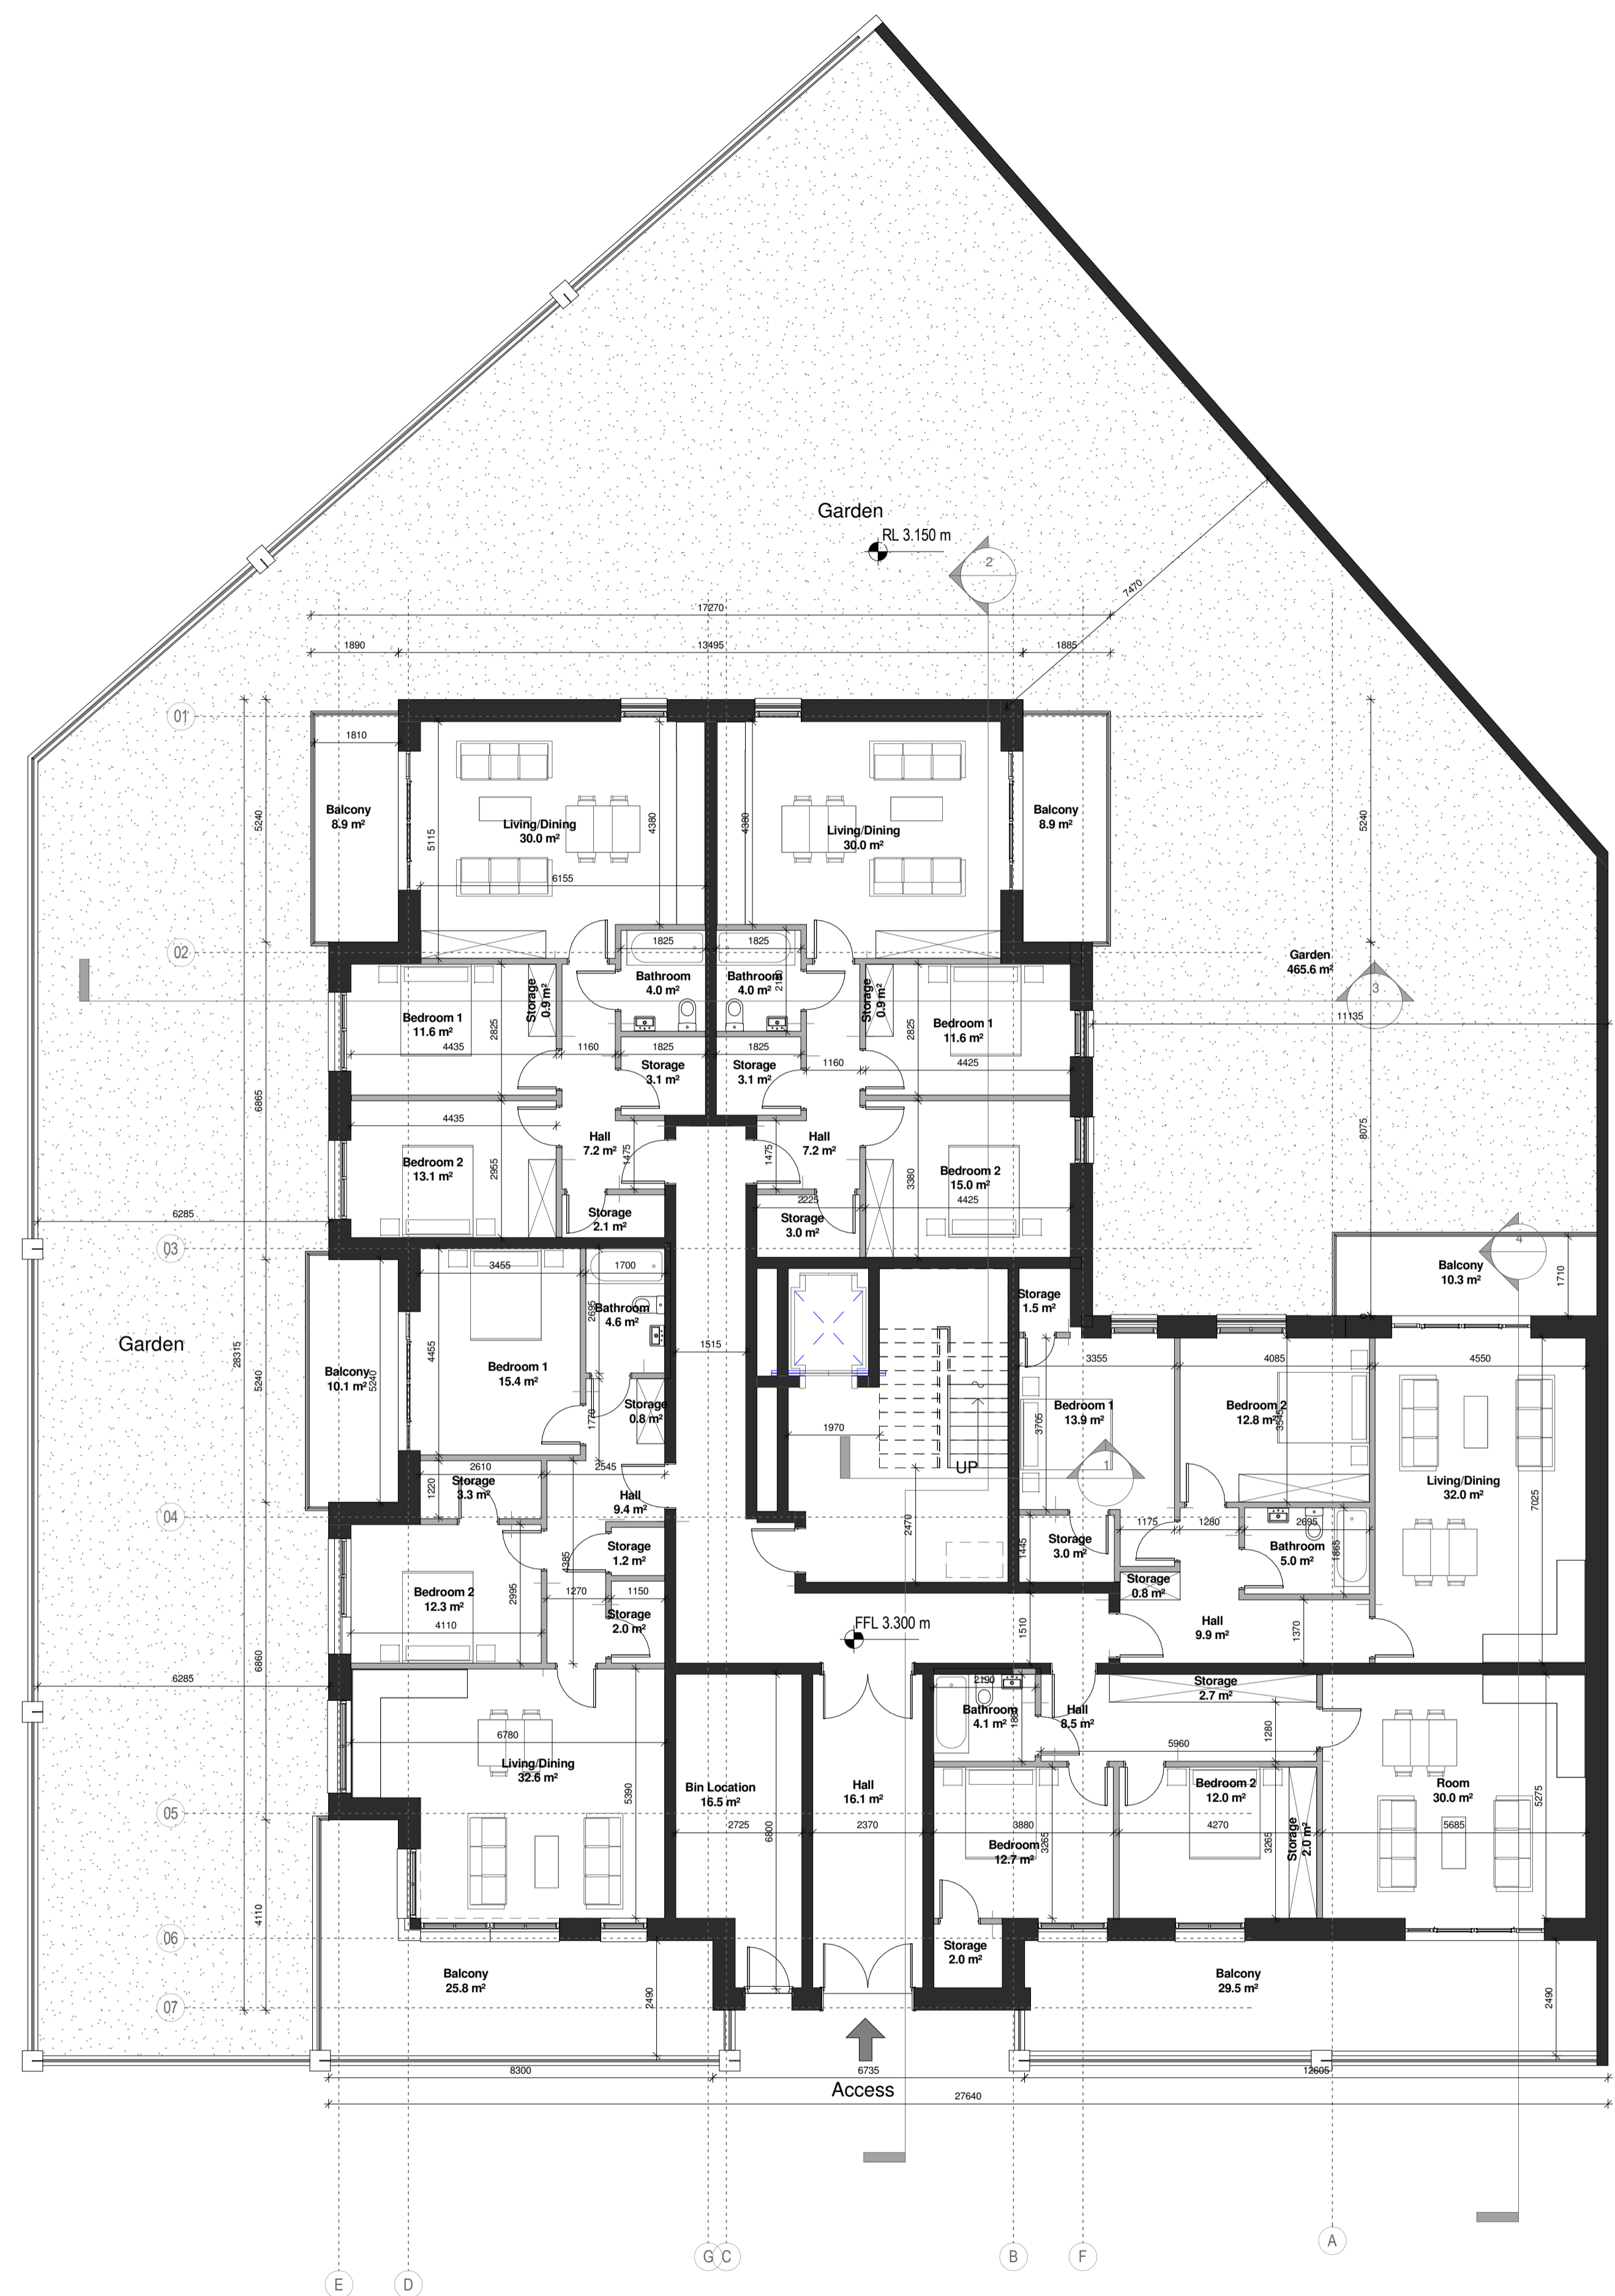 Garden
RL 3.150 m
2
7470
17270
1890
13495
1885
01
1810
5240
Balcony
8.9 m²
5115
Living/Dining
30.0 m²
4380
6155
4380
Living/Dining
30.0 m²
Balcony
8.9 m²
5240
02
1825
1825
Garden
465.6 m²
3
11135
Bedroom 1
11.6 m²
4435
2825
Storage
0.9 m²
Bathroom
4.0 m²
1160
1825
Storage
3.1 m²
Bathroom
4.0 m²
1825
Storage
3.1 m²
1160
Storage
0.9 m²
2825
Bedroom 1
11.6 m²
4425
6865
8075
4435
Bedroom 2
13.1 m²
2955
Hall
7.2 m²
1475
Storage
2.1 m²
1475
Hall
7.2 m²
2225
Storage
3.0 m²
3380
Bedroom 2
15.0 m²
4425
6285
03
4
Balcony
10.3 m²
1710
Garden
28315
5240
Balcony
10.1 m²
5240
3455
1700
4455
2695
Bathroom
4.6 m²
Bedroom 1
15.4 m²
1770
Storage
0.8 m²
1515
Storage
1.5 m²
3355
4085
4550
1970
UP
2470
3705
Bedroom 1
13.9 m²
1
Bedroom 2
12.8 m²
3545
Living/Dining
32.0 m²
7025
2610
2545
1220
Storage
3.3 m²
Hall
9.4 m²
04
Storage
1.2 m²
4385
2995
Bedroom 2
12.3 m²
4110
1270
1150
Storage
2.0 m²
1445
Storage
3.0 m²
1175
1280
2695
Bathroom
5.0 m²
1865
Storage
0.8 m²
FFL 3.300 m
1510
Hall
9.9 m²
1370
6285
6860
6780
Living/Dining
32.6 m²
5390
Bin Location
16.5 m²
2725
6800
Hall
16.1 m²
2370
2190
Bathroom
4.1 m²
Hall
8.5 m²
Storage
2.7 m²
1280
5960
Bedroom
12.7 m²
3880
3265
Bedroom 2
12.0 m²
4270
3265
Storage
2.0 m²
Room
30.0 m²
5685
5275
05
4110
06
Storage
2.0 m²
Balcony
25.8 m²
2490
Balcony
29.5 m²
2490
07
8300
6735
12605
Access
27640
E
D
G
C
B
F
A